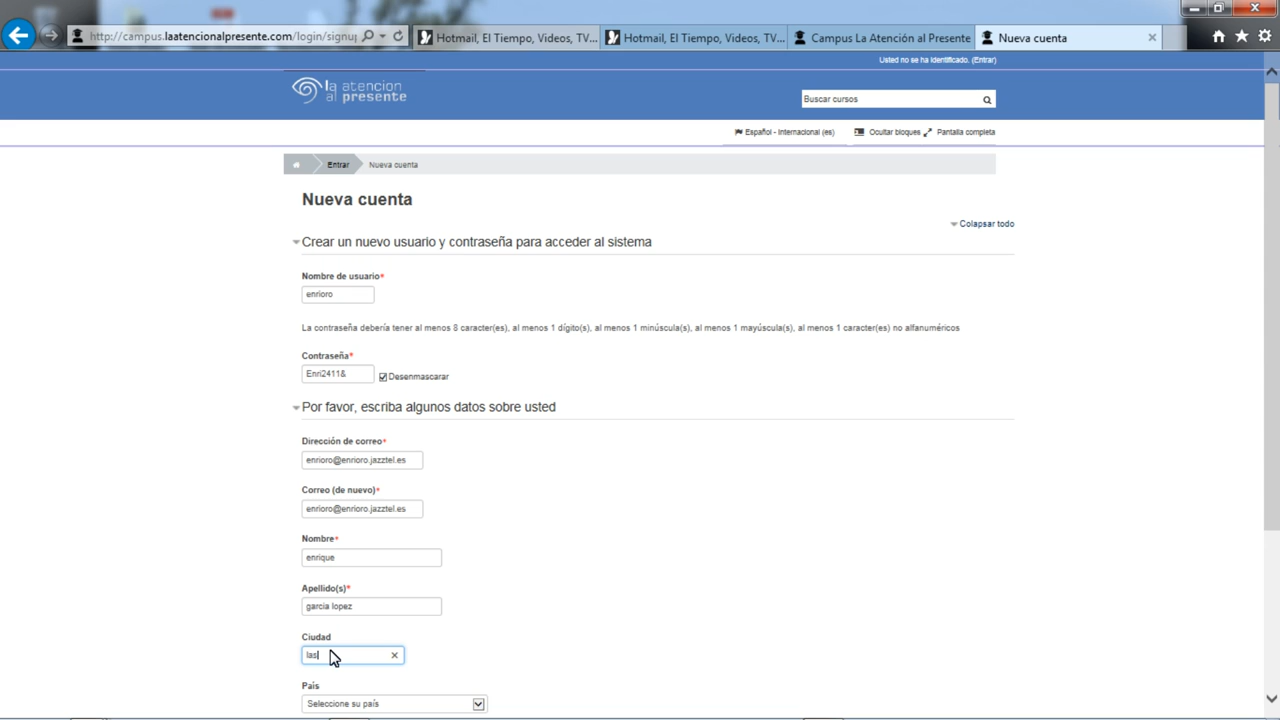 http://campus.laatencionalpresente.com/login/signu
Hotmail, El Tiempo, Videos, TV...
Hotmail, El Tiempo, Videos, TV...
Campus La Atención al Presente
Nueva cuenta
Usted no se ha identificado. (Entrar)
la atencion
al presente
Buscar cursos
Español - Internacional (es)
Ocultar bloques
Pantalla completa
Entrar
Nueva cuenta
Nueva cuenta
Colapsar todo
Crear un nuevo usuario y contraseña para acceder al sistema
Nombre de usuario*
enrioro
La contraseña debería tener al menos 8 caracter(es), al menos 1 dígito(s), al menos 1 minúscula(s), al menos 1 mayúscula(s), al menos 1 caracter(es) no alfanuméricos
Contraseña*
Enri2411&
Desenmascarar
Por favor, escriba algunos datos sobre usted
Dirección de correo*
enrioro@enrioro.jazztel.es
Correo (de nuevo)*
enrioro@enrioro.jazztel.es
Nombre*
enrique
Apellido(s)*
garcia lopez
Ciudad
las
País
Seleccione su país